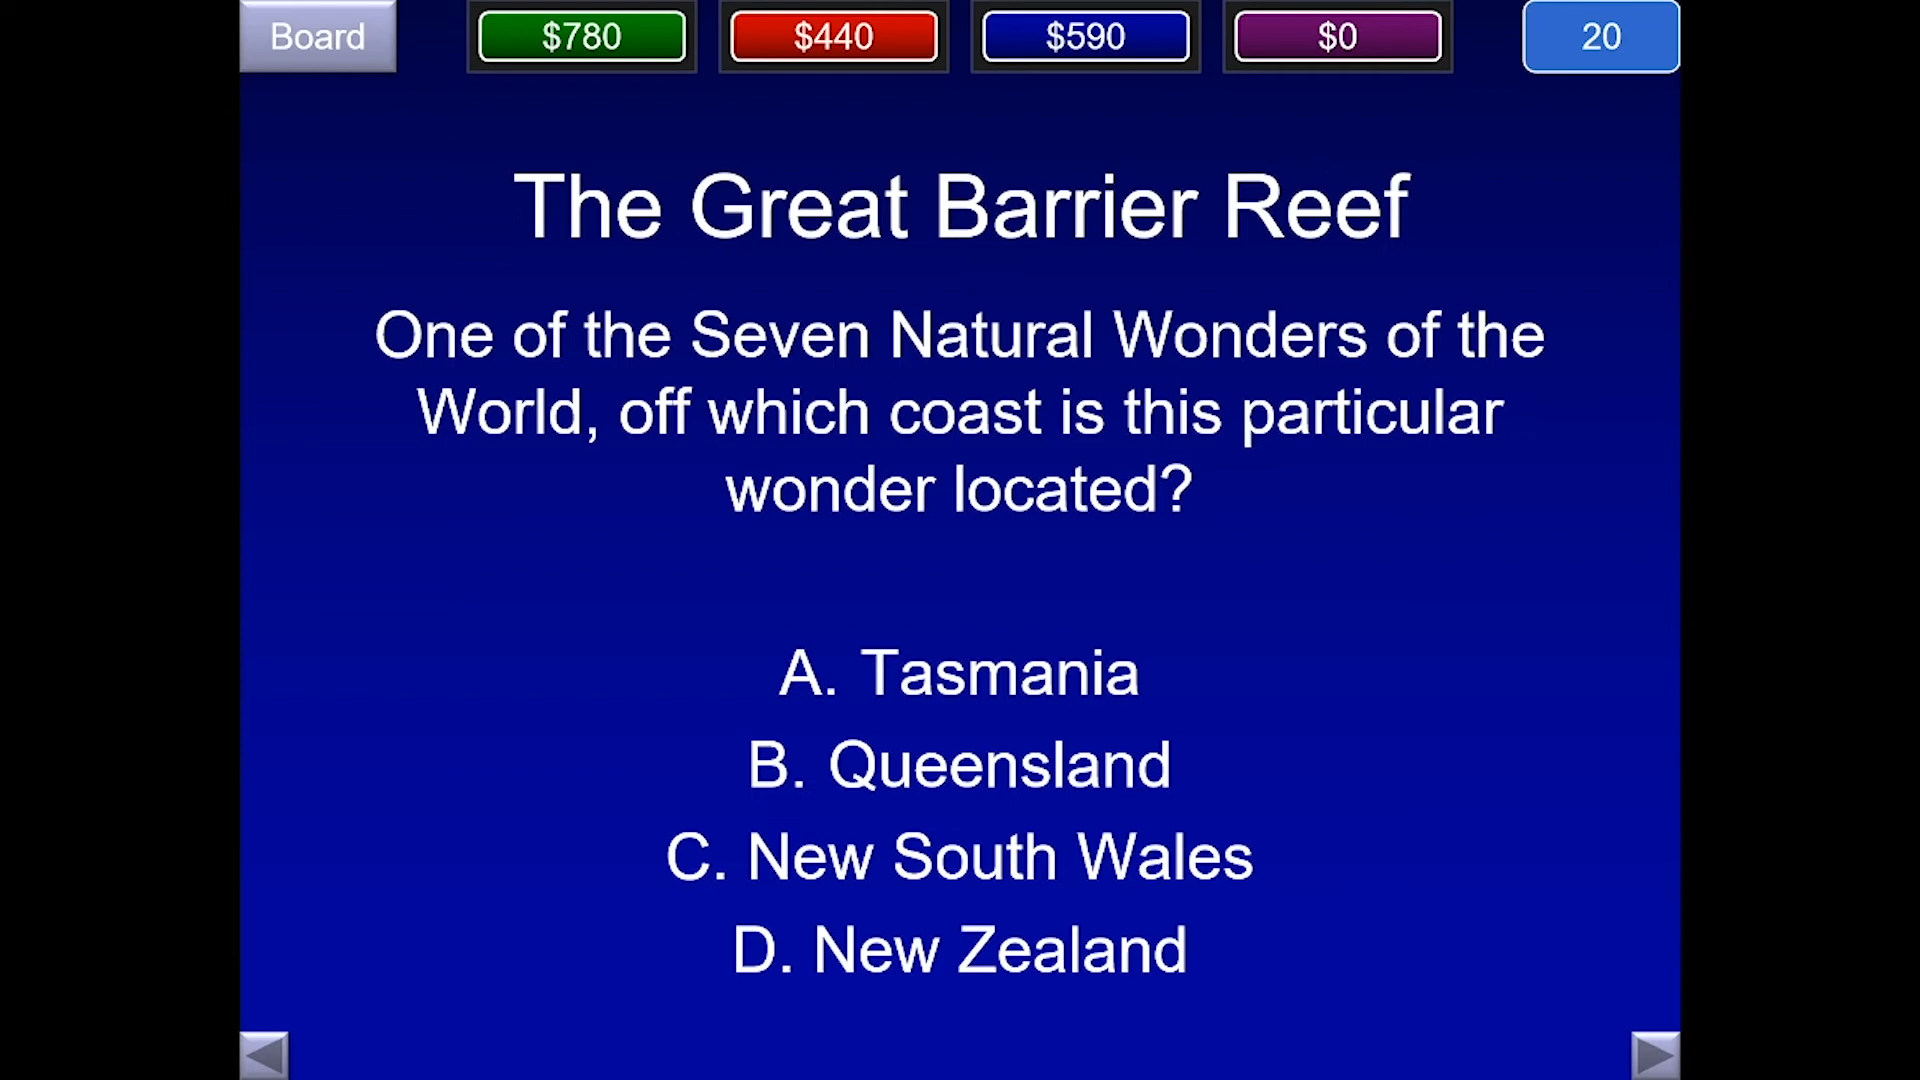 Board
$780
$440
$590
$0
20
The Great Barrier Reef
One of the Seven Natural Wonders of the
World, off which coast is this particular
wonder located?
A. Tasmania
B. Queensland
C. New South Wales
D. New Zealand